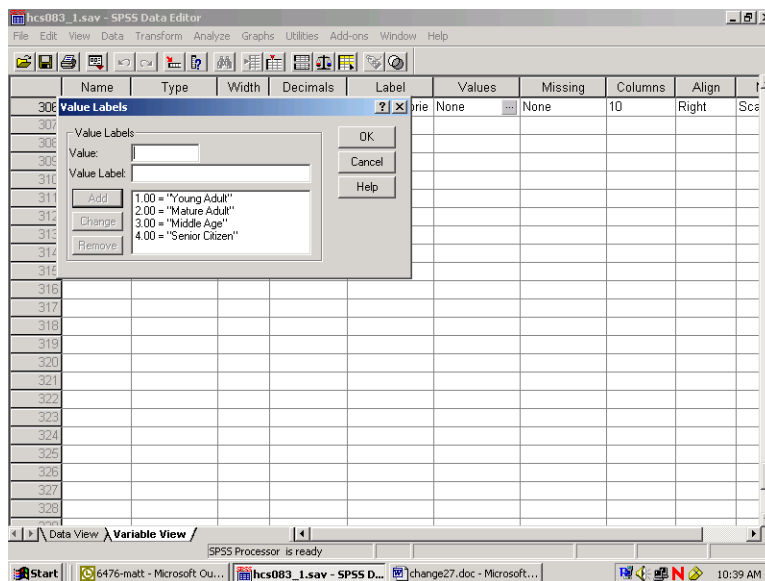 hcs083_1.sav - SPSS Data Editor
File Edit View Data Transform Analyze Graphs Utilities Add-ons Window Help
Name Type Width Decimals Label Values Missing Columns Align
306 brie None ... None 10 Right Sca
Value Labels
Value Labels
Value:
Value Label:
OK
Cancel
Help
Add
Change
Remove
1.00 = "Young Adult"
2.00 = "Mature Adult"
3.00 = "Middle Age"
4.00 = "Senior Citizen"
307
308
309
310
311
312
313
314
315
316
317
318
319
320
321
322
323
324
325
326
327
328
Data View Variable View
SPSS Processor is ready
Start 6476-matt - Microsoft Ou... hcs083_1.sav - SPSS D... change27.doc - Microsoft... 10:39 AM